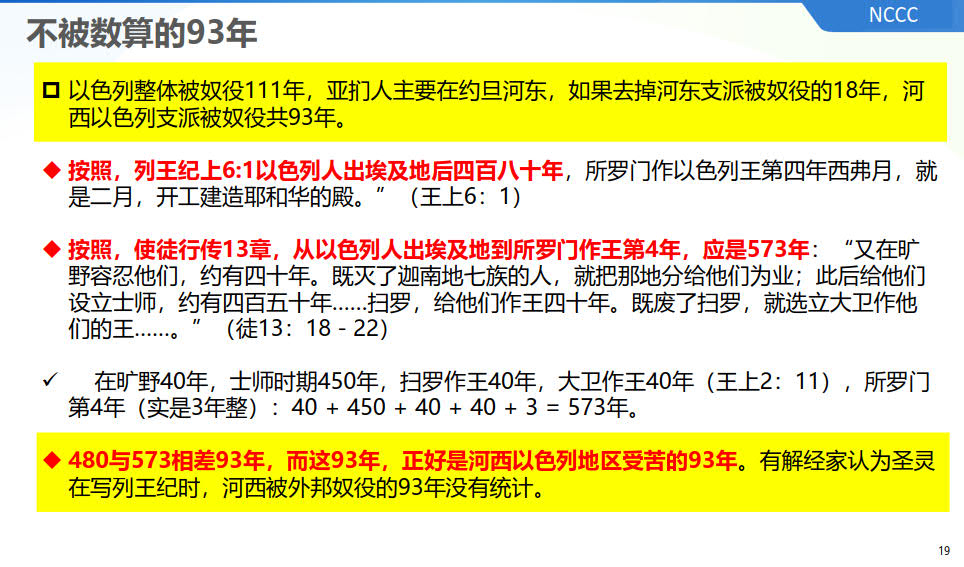 NCCC
不被数算的93年
以色列整体被奴役111年，亚扪人主要在约旦河东，如果去掉河东支派被奴役的18年，河
西以色列支派被奴役共93年。
按照，列王纪上6:1以色列人出埃及地后四百八十年，所罗门作以色列王第四年西弗月，就
是二月，开工建造耶和华的殿。”（王上6：1）
按照，使徒行传13章，从以色列人出埃及地到所罗门作王第4年，应是573年：“又在旷
野容忍他们，约有四十年。既灭了迦南地七族的人，就把那地分给他们为业；此后给他们
设立士师，约有四百五十年……扫罗，给他们作王四十年。既废了扫罗，就选立大卫作他
们的王……。”（徒13：18－22）
✓ 在旷野40年，士师时期450年，扫罗作王40年，大卫作王40年（王上2：11），所罗门
第4年（实是3年整）：40 + 450 + 40 + 40 + 3 = 573年。
480与573相差93年，而这93年，正好是河西以色列地区受苦的93年。有解经家认为圣灵
在写列王纪时，河西被外邦奴役的93年没有统计。
19